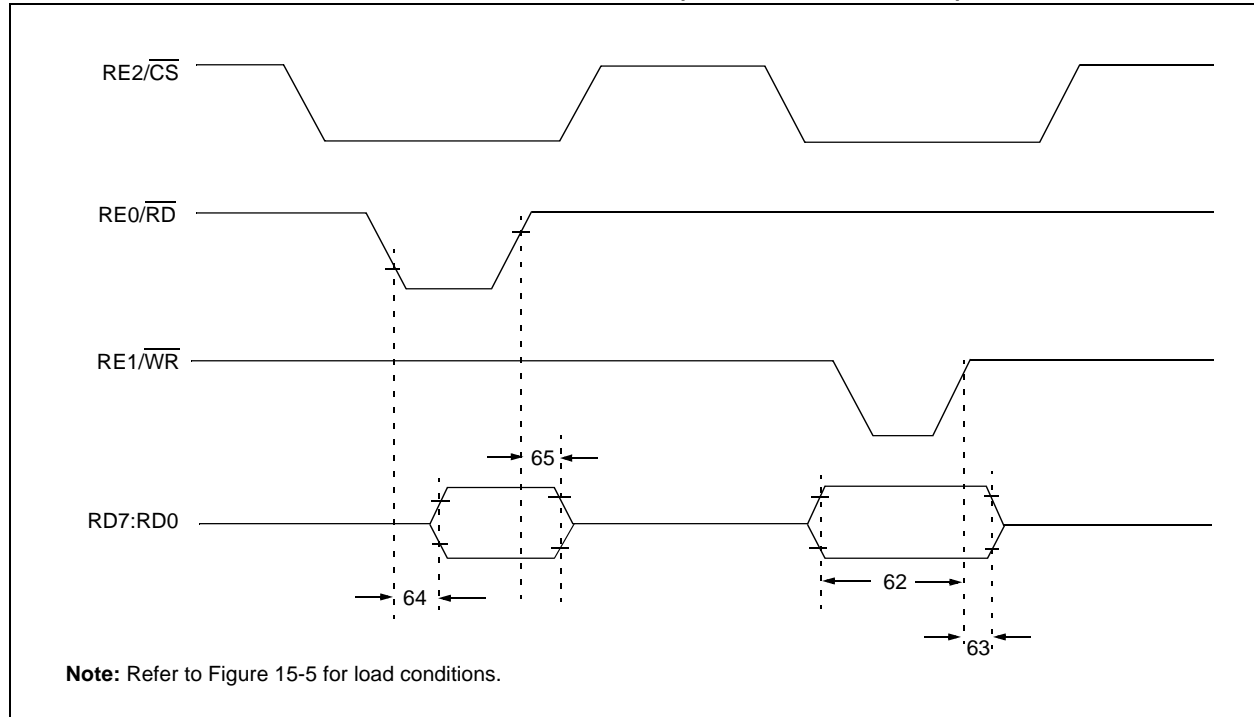 RE2/CS
RE0/RD
RE1/WR
65
RD7:RD0
62
64
63
Note: Refer to Figure 15-5 for load conditions.